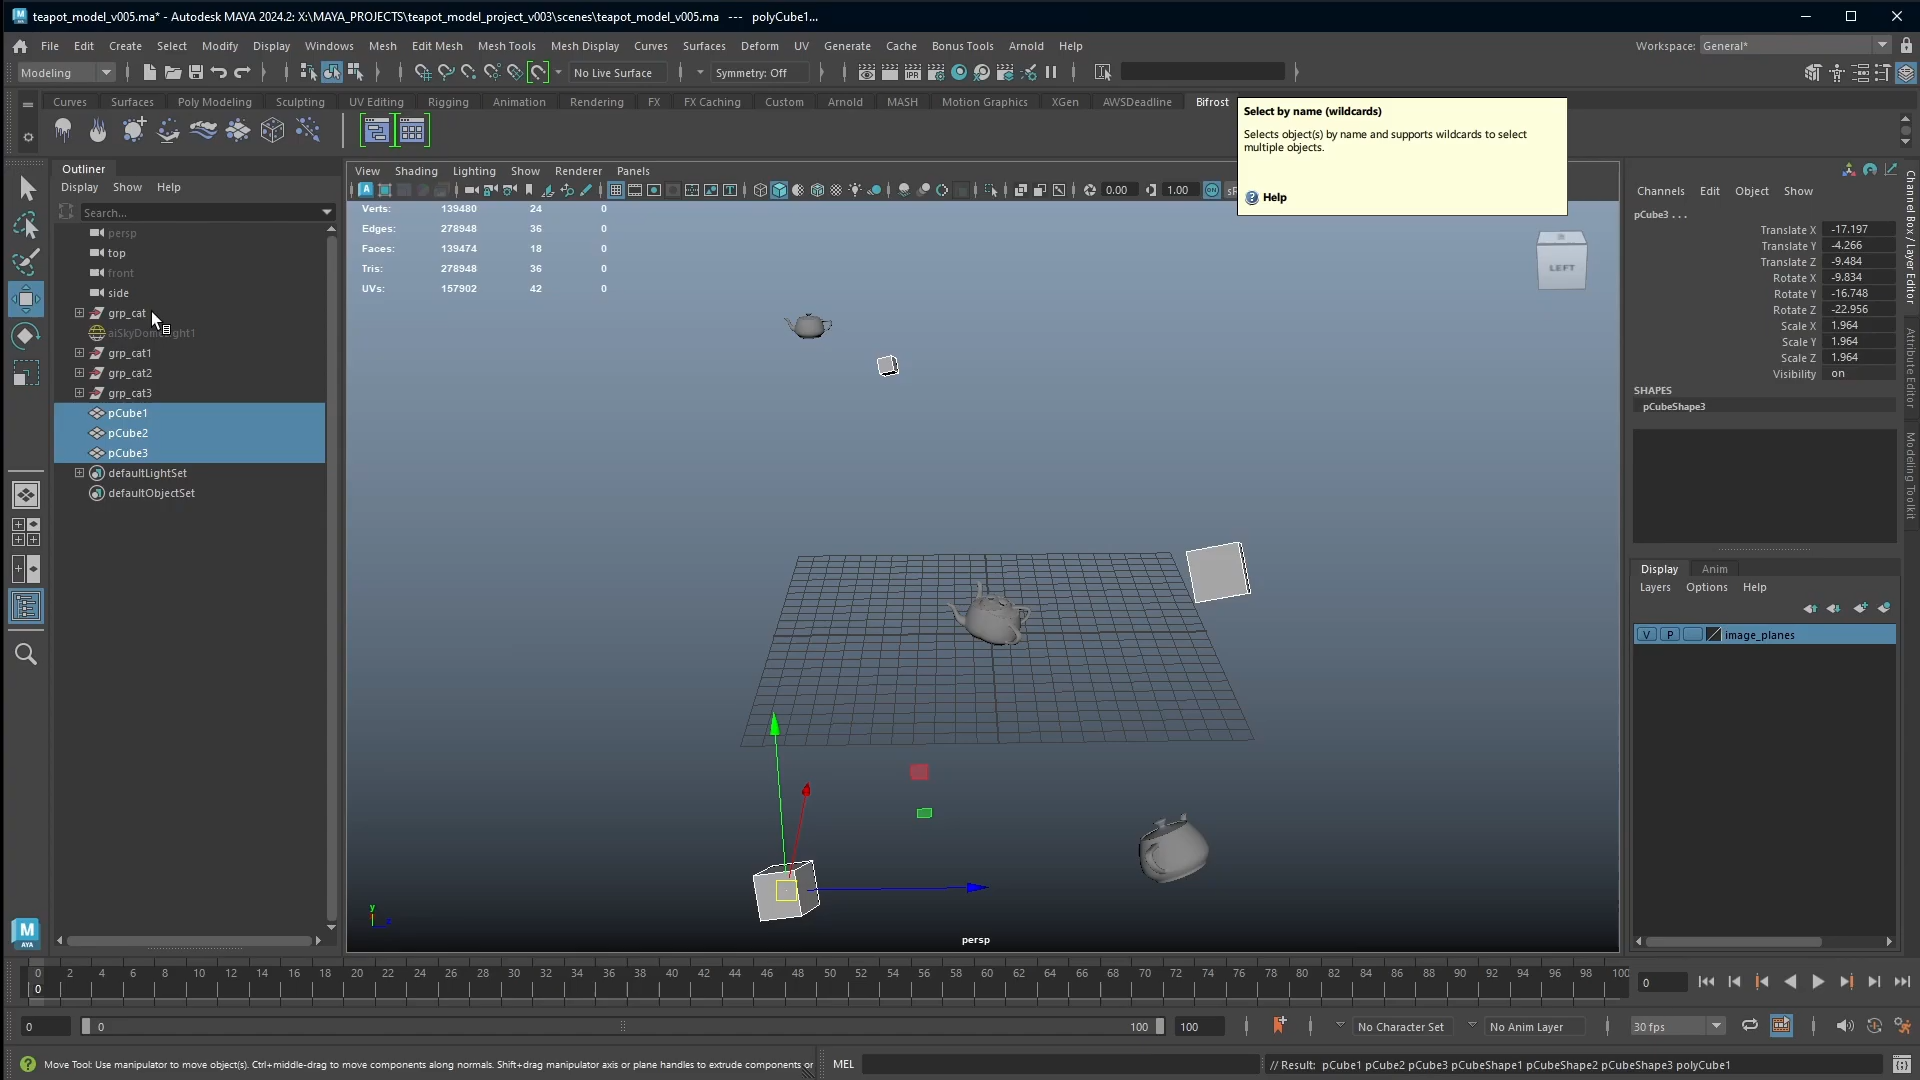 teapot_model_v005.ma* - Autodesk MAYA 2024.2: X:\MAYA_PROJECTS\teapot_model_project_v003\scenes\teapot_model_v005.ma --- polyCube1...
File Edit Create Select Modify Display Windows Mesh Edit Mesh Mesh Tools Mesh Display Curves Surfaces Deform UV Generate Cache Bonus Tools Arnold Help
Workspace: General*
Modeling
No Live Surface
Symmetry: Off
Curves Surfaces Poly Modeling Sculpting UV Editing Rigging Animation Rendering FX FX Caching Custom Arnold MASH Motion Graphics XGen AWSDeadline Bifrost
Select by name (wildcards)
Selects object(s) by name and supports wildcards to select
multiple objects.
Help
Outliner
Display Show Help
Search...
persp
top
front
side
grp_cat
aiSkyDomeLight1
grp_cat1
grp_cat2
grp_cat3
pCube1
pCube2
pCube3
defaultLightSet
defaultObjectSet
View Shading Lighting Show Renderer Panels
0.00
1.00
Verts: 139480 24 0
Edges: 278948 36 0
Faces: 139474 18 0
Tris: 278948 36 0
UVs: 157902 42 0
LEFT
y
persp
Channels Edit Object Show
pCube3 . . .
Translate X -17.197
Translate Y -4.266
Translate Z -9.484
Rotate X -9.834
Rotate Y -16.748
Rotate Z -22.956
Scale X 1.964
Scale Y 1.964
Scale Z 1.964
Visibility on
SHAPES
pCubeShape3
Display Anim
Layers Options Help
V P image_planes
Channel Box / Layer Editor
Attribute Editor
Modeling Toolkit
0 2 4 6 8 10 12 14 16 18 20 22 24 26 28 30 32 34 36 38 40 42 44 46 48 50 52 54 56 58 60 62 64 66 68 70 72 74 76 78 80 82 84 86 88 90 92 94 96 98 100
0
0
0 0 100 100
No Character Set
No Anim Layer
30 fps
M
AYA
Move Tool: Use manipulator to move object(s). Ctrl+middle-drag to move components along normals. Shift+drag manipulator axis or plane handles to extrude components or
MEL
// Result: pCube1 pCube2 pCube3 pCubeShape1 pCubeShape2 pCubeShape3 polyCube1